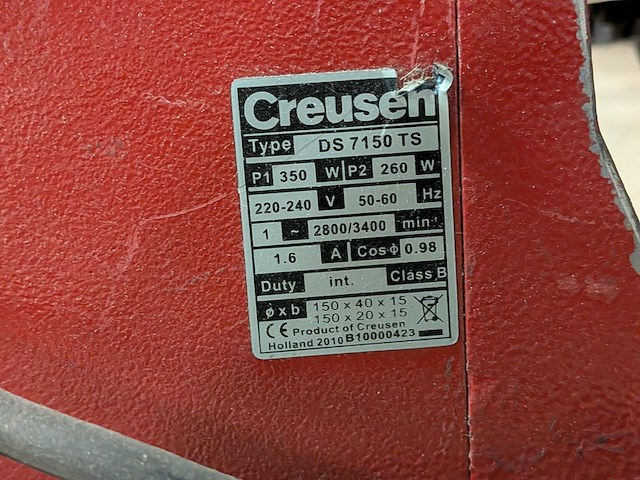 Creusen
Type DS 7150 TS
P1 350 W P2 260 W
220-240 V 50-60 Hz
1 ~ 2800/3400 min⁻¹
1.6 A Cosϕ 0.98
Duty int. Class B
ø x b 150 x 40 x 15
150 x 20 x 15
CE Product of Creusen
Holland 2010 B10000423